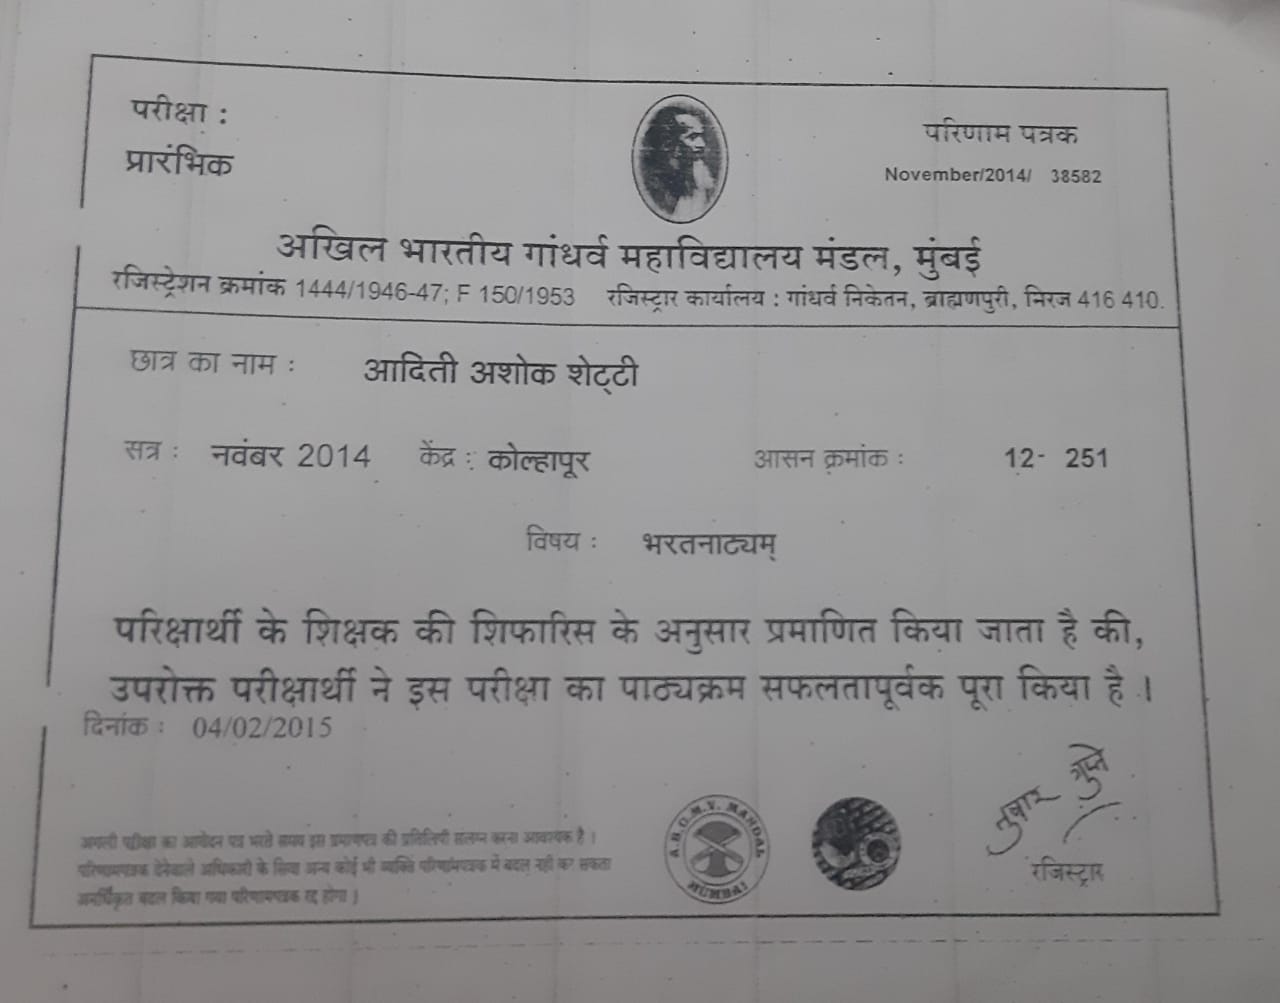 परीक्षा :
प्रारंभिक
परिणाम पत्रक
November/2014/ 38582
अखिल भारतीय गांधर्व महाविद्यालय मंडल, मुंबई
रजिस्ट्रेशन क्रमांक 1444/1946-47; F 150/1953 रजिस्ट्रार कार्यालय : गांधर्व निकेतन, ब्राह्मणपुरी, मिरज 416 410.
छात्र का नाम : आदिती अशोक शेट्टी
सत्र : नवंबर 2014 केंद्र : कोल्हापूर आसन क्रमांक : 12- 251
विषय : भरतनाट्यम्
परिक्षार्थी के शिक्षक की शिफारिस के अनुसार प्रमाणित किया जाता है की,
उपरोक्त परीक्षार्थी ने इस परीक्षा का पाठ्यक्रम सफलतापूर्वक पूरा किया है ।
दिनांक : 04/02/2015
अगली परीक्षा का आवेदन पत्र भरते समय इस प्रमाणपत्र की प्रतिलिपी संलग्न करना आवश्यक है ।
परिणामपत्रक देनेवाले अधिकारी के सिवा अन्य कोई भी व्यक्ति परिणामपत्रक में बदल नहीं कर सकता
अनधिकृत बदल किया गया परिणामपत्रक रद्द होगा ।
A.B.G.M.V. MANDAL
MUMBAI
रजिस्ट्रार